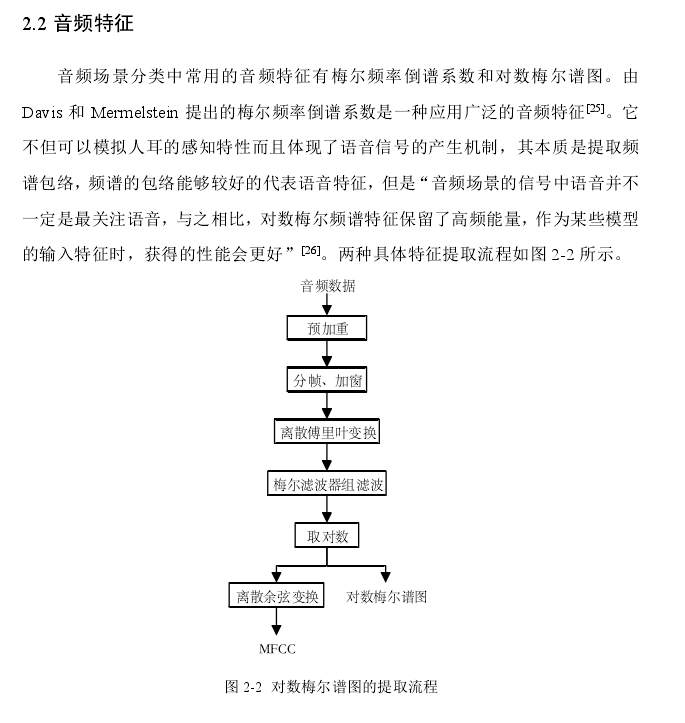 2.2 音频特征
音频场景分类中常用的音频特征有梅尔频率倒谱系数和对数梅尔谱图。由
Davis 和 Mermelstein 提出的梅尔频率倒谱系数是一种应用广泛的音频特征[25]。它
不但可以模拟人耳的感知特性而且体现了语音信号的产生机制，其本质是提取频
谱包络，频谱的包络能够较好的代表语音特征，但是“音频场景的信号中语音并不
一定是最关注语音，与之相比，对数梅尔频谱特征保留了高频能量，作为某些模型
的输入特征时，获得的性能会更好”[26]。两种具体特征提取流程如图 2-2 所示。
音频数据
预加重
分帧、加窗
离散傅里叶变换
梅尔滤波器组滤波
取对数
离散余弦变换
对数梅尔谱图
MFCC
图 2-2 对数梅尔谱图的提取流程